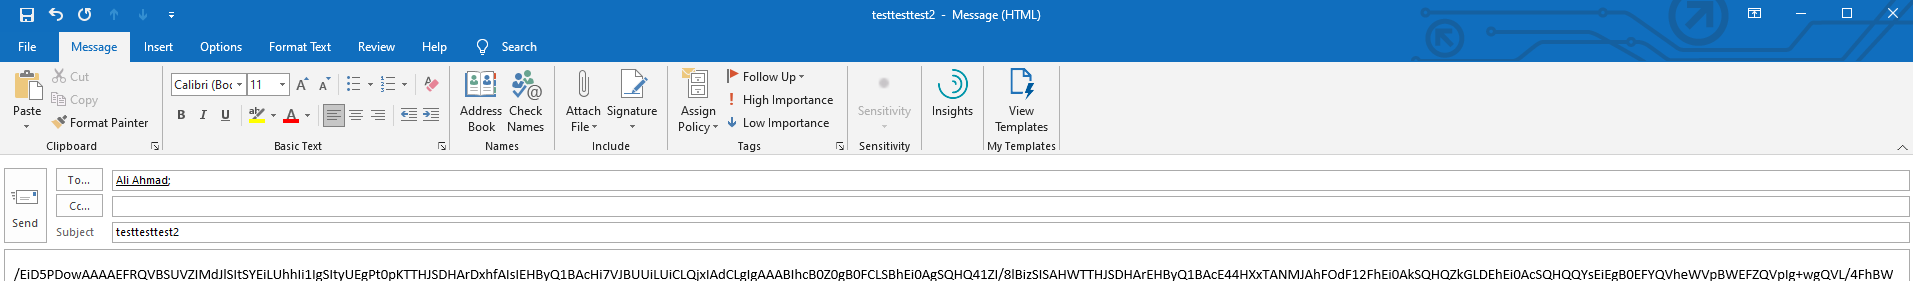 testtesttest2 - Message (HTML)
File Message Insert Options Format Text Review Help Search
Cut
Calibri (Boc 11
Follow Up
Copy
High Importance
Paste
Format Painter
B I U
Address Book
Check Names
Attach File
Signature
Assign Policy
Low Importance
Sensitivity
Insights
View Templates
Clipboard Basic Text Names Include Tags Sensitivity My Templates
To... Ali Ahmad;
Cc...
Send
Subject testtesttest2
/EiD5PDowAAAAEFRQVBSUVZIMdJlSItSYEiLUhhIi1IgSItyUEgPt0pKTTHJSDHArDxhfAIsIEHByQ1BAcHi7VJBUUiLUiCLQjxIAdCLgIgAAABIhcB0Z0gB0FCLSBhEi0AgSQHQ41ZI/8lBizSISAHWTTHJSDHArEHByQ1BAcE44HXxTANMJAhFOdF12FhEi0AkSQHQZkGLDEhEi0AcSQHQQYsEiEgB0EFYQVheWVpBWEFZQVpIg+wgQVL/4FhBW